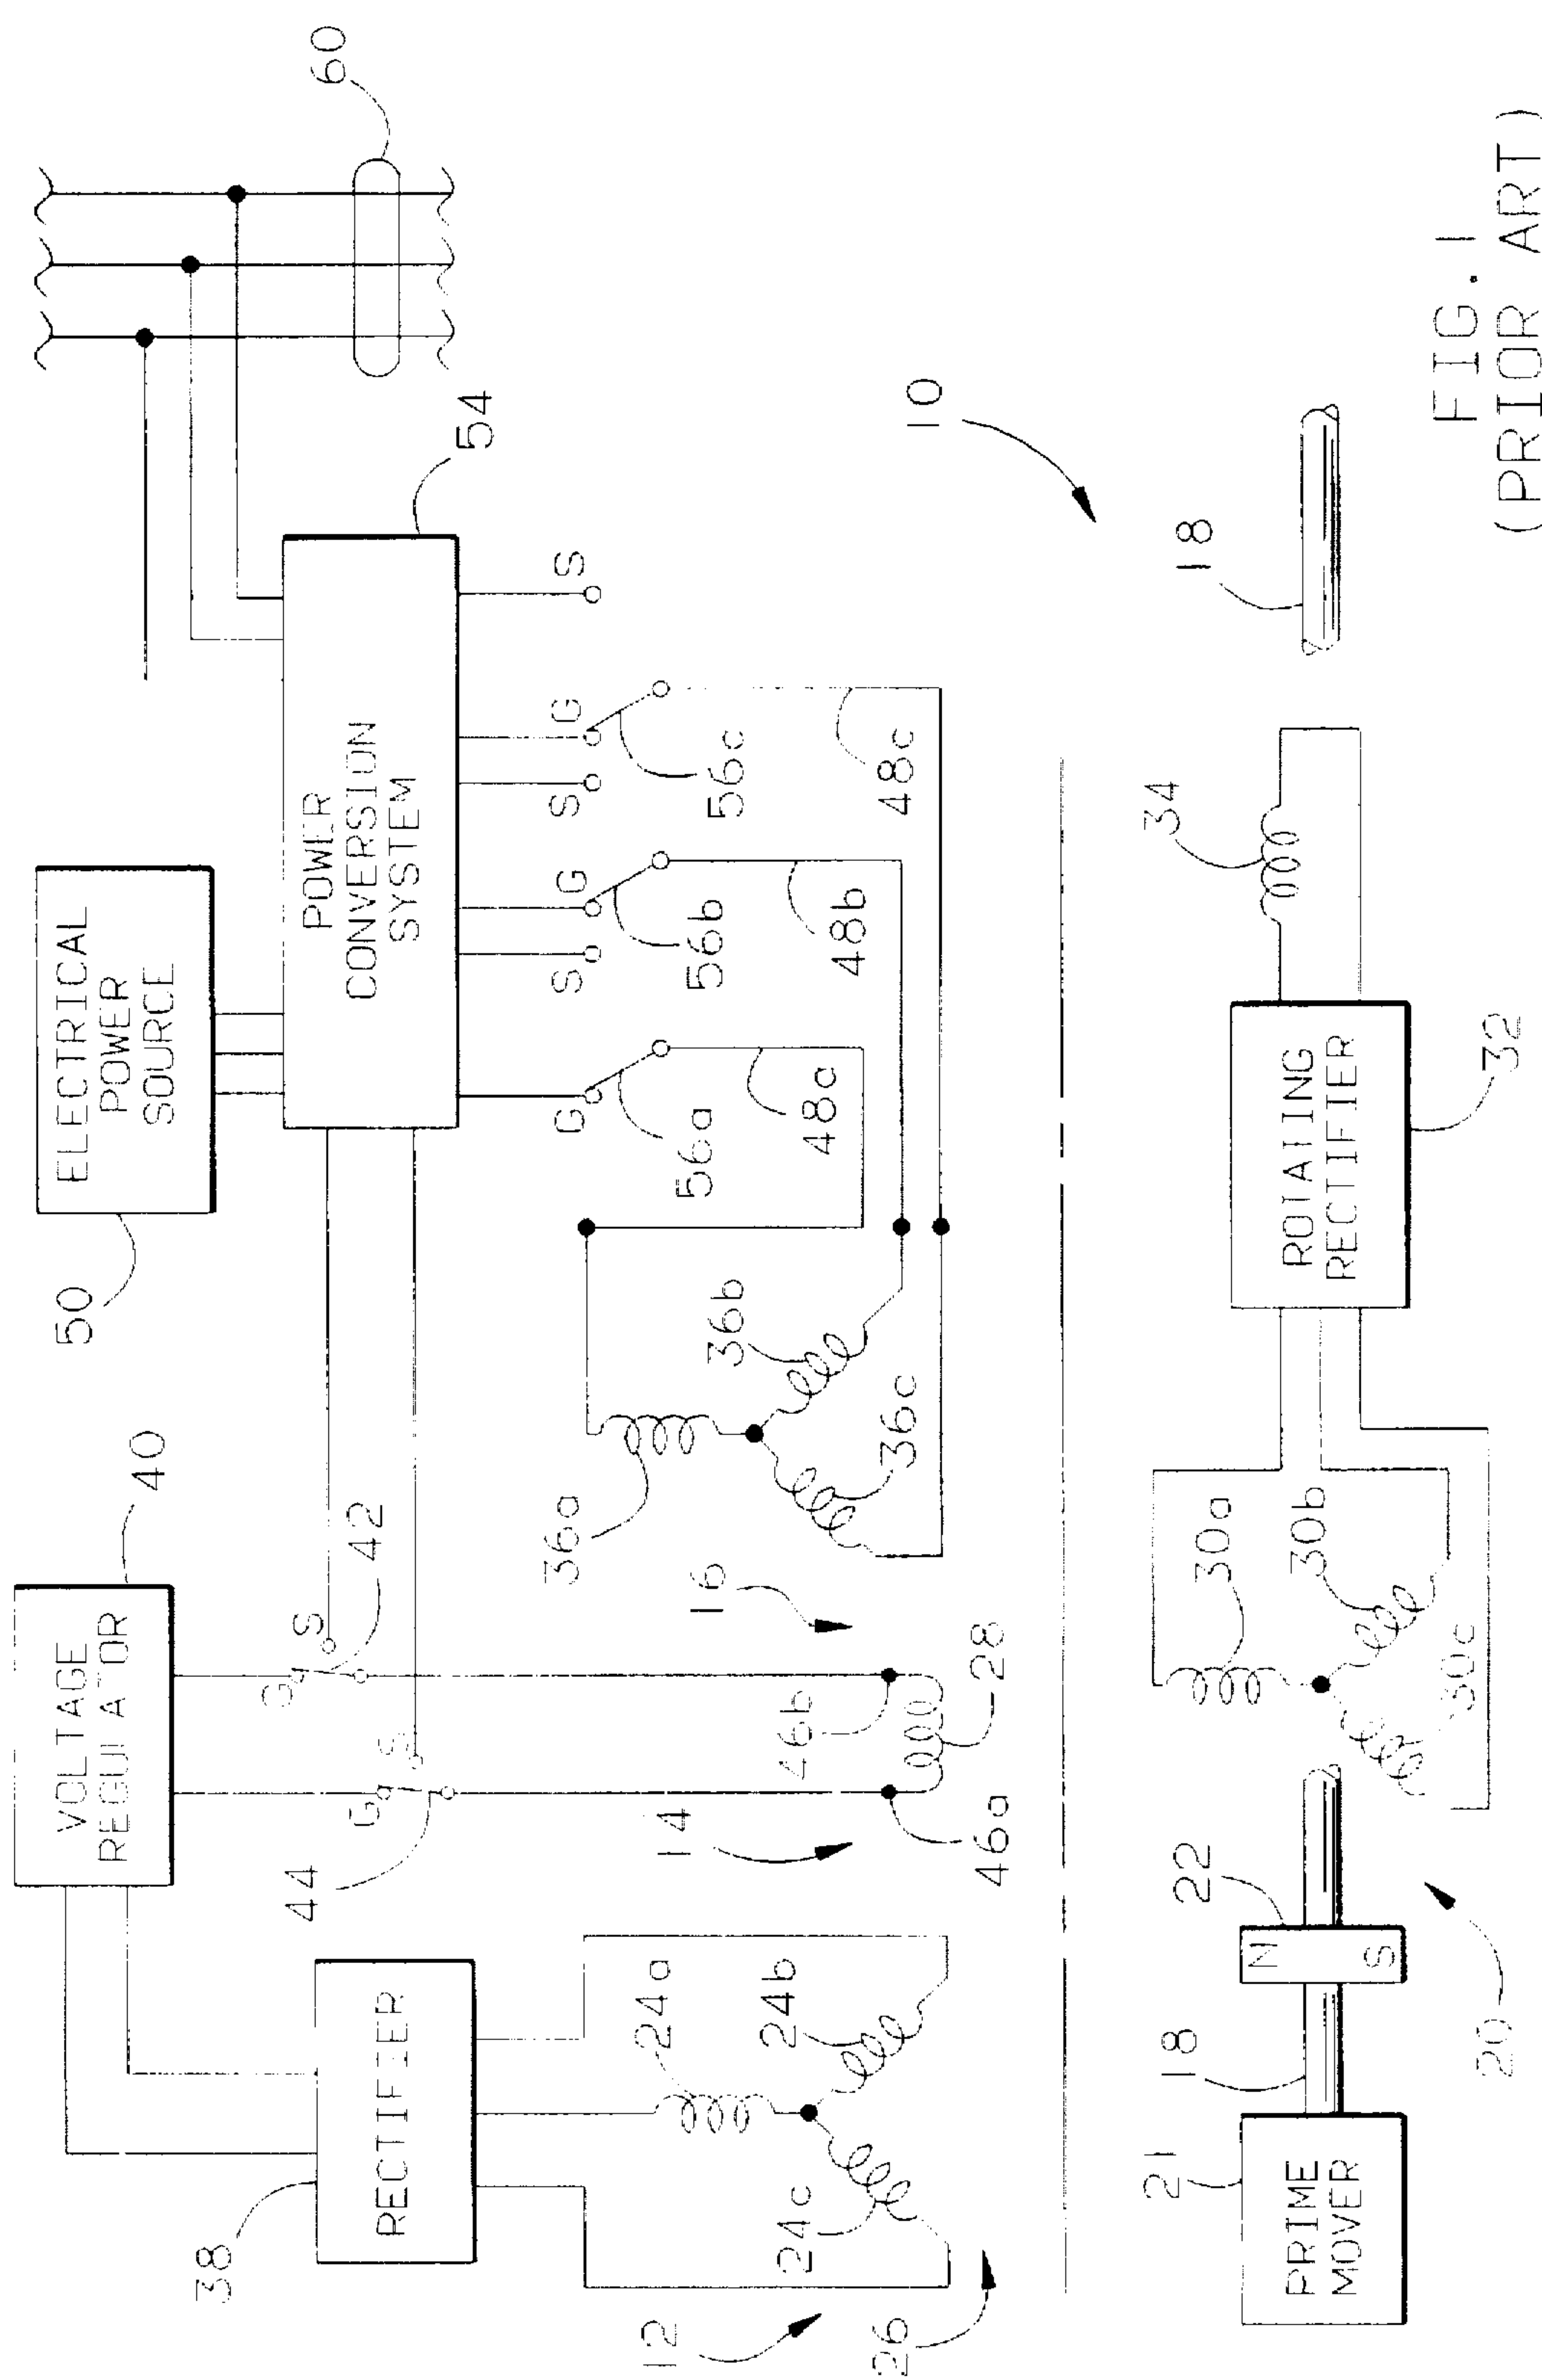 ELECTRICAL
POWER
SOURCE
50
VOLTAGE
REGULATOR
40
60
POWER
CONVERSION
SYSTEM
54
RECTIFIER
38
S
G
42
G
S
44
G
S
G
S
G
S
56a
56b
56c
48a
48b
48c
36a
36b
36c
24a
24b
24c
46b
46a
28
12
14
16
26
10
PRIME
MOVER
21
18
N
S
22
20
30a
30b
30c
ROTATING
RECTIFIER
32
34
18
FIG. 1
(PRIOR ART)